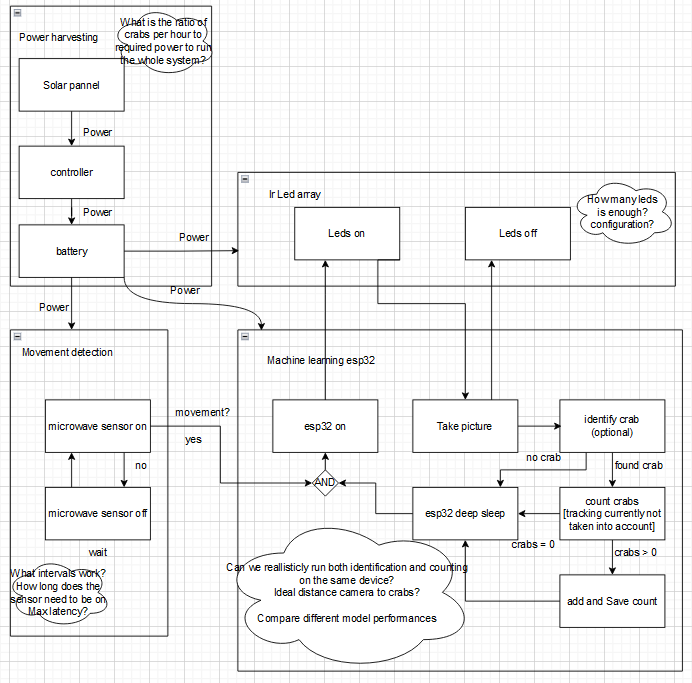 What is the ratio of
crabs per hour to
required power to run
the whole system?
Power harvesting
Solar pannel
Power
controller
Power
battery
Power
Power
Power
Ir Led array
Leds on
Leds off
How many leds
is enough?
configuration?
Movement detection
microwave sensor on
movement?
yes
no
microwave sensor off
wait
What intervals work?
How long does the
sensor need to be on
Max latency?
Machine learning esp32
esp32 on
Take picture
identify crab
(optional)
no crab
found crab
AND
esp32 deep sleep
count crabs
[tracking currently not
taken into account]
crabs = 0
crabs > 0
add and Save count
Can we reallisticly run both identification and counting
on the same device?
Ideal distance camera to crabs?
Compare different model performances